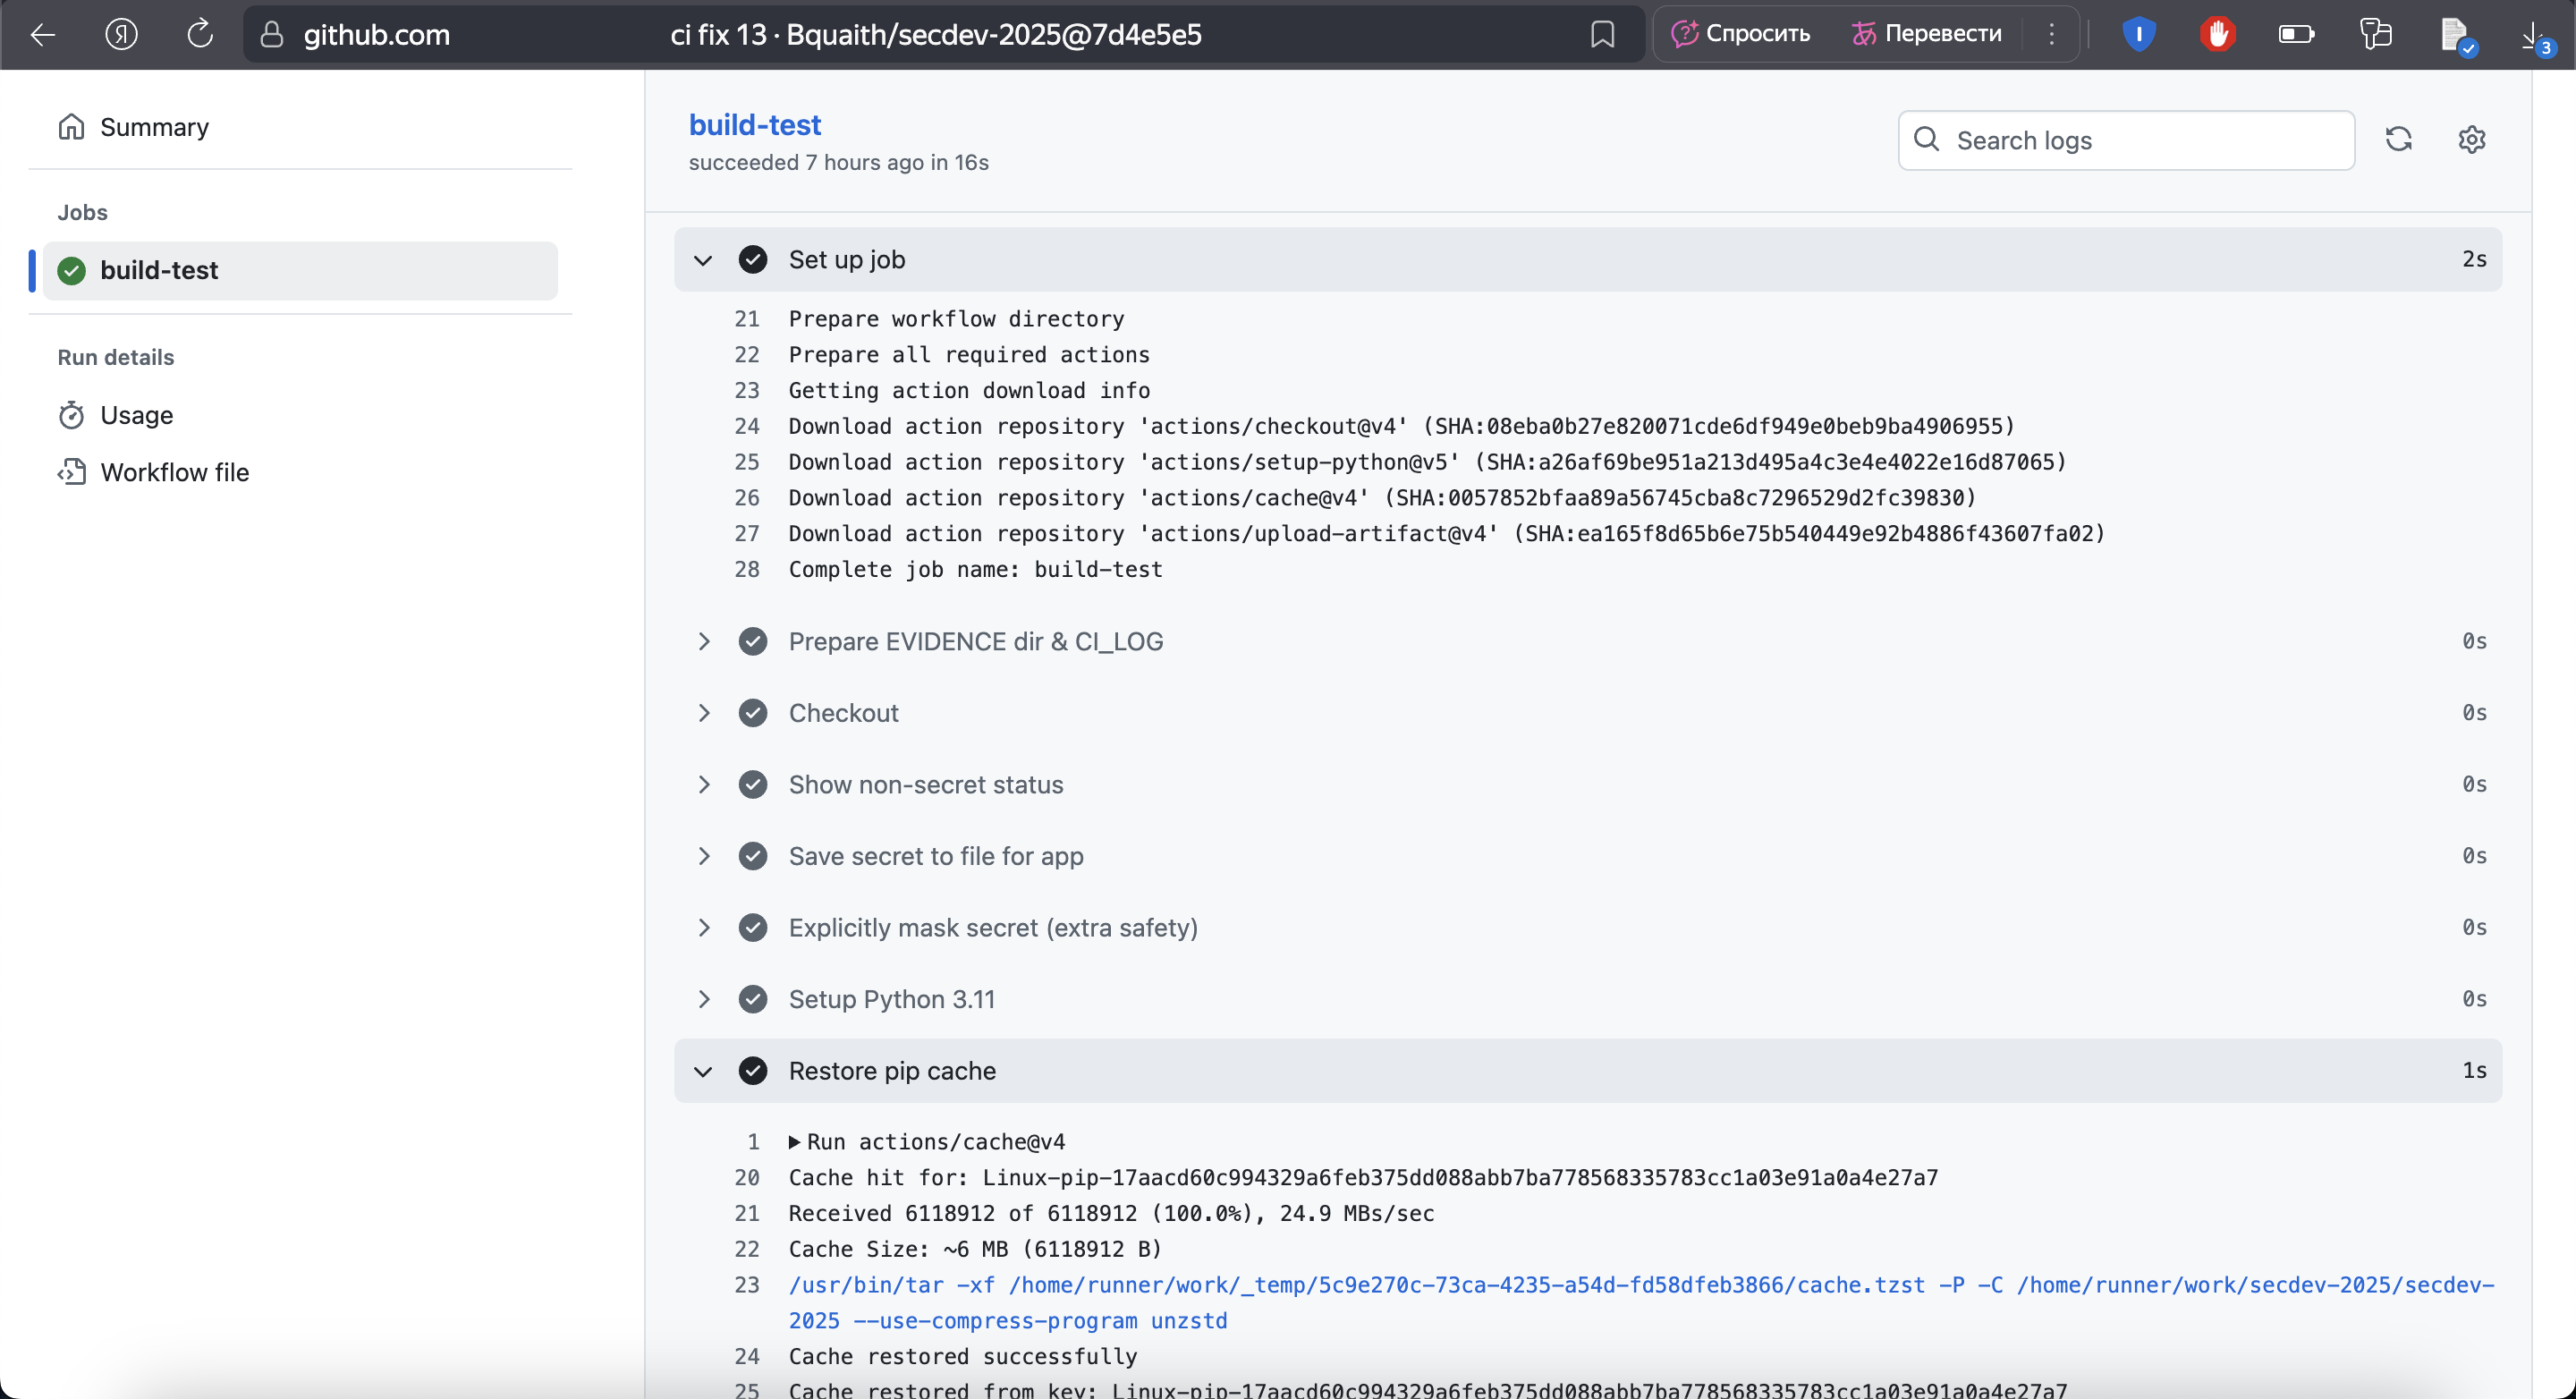 github.com
ci fix 13 · Bquaith/secdev-2025@7d4e5e5
Спросить
Перевести
3
Summary
Jobs
build-test
Run details
Usage
Workflow file
build-test
succeeded 7 hours ago in 16s
Search logs
Set up job 2s
21 Prepare workflow directory
22 Prepare all required actions
23 Getting action download info
24 Download action repository 'actions/checkout@v4' (SHA:08eba0b27e820071cde6df949e0beb9ba4906955)
25 Download action repository 'actions/setup-python@v5' (SHA:a26af69be951a213d495a4c3e4e4022e16d87065)
26 Download action repository 'actions/cache@v4' (SHA:0057852bfaa89a56745cba8c7296529d2fc39830)
27 Download action repository 'actions/upload-artifact@v4' (SHA:ea165f8d65b6e75b540449e92b4886f43607fa02)
28 Complete job name: build-test
Prepare EVIDENCE dir & CI_LOG 0s
Checkout 0s
Show non-secret status 0s
Save secret to file for app 0s
Explicitly mask secret (extra safety) 0s
Setup Python 3.11 0s
Restore pip cache 1s
1 ▶Run actions/cache@v4
20 Cache hit for: Linux-pip-17aacd60c994329a6feb375dd088abb7ba778568335783cc1a03e91a0a4e27a7
21 Received 6118912 of 6118912 (100.0%), 24.9 MBs/sec
22 Cache Size: ~6 MB (6118912 B)
23 /usr/bin/tar -xf /home/runner/work/_temp/5c9e270c-73ca-4235-a54d-fd58dfeb3866/cache.tzst -P -C /home/runner/work/secdev-2025/secdev-
2025 --use-compress-program unzstd
24 Cache restored successfully
25 Cache restored from key: Linux-pip-17aacd60c994329a6feb375dd088abb7ba778568335783cc1a03e91a0a4e27a7